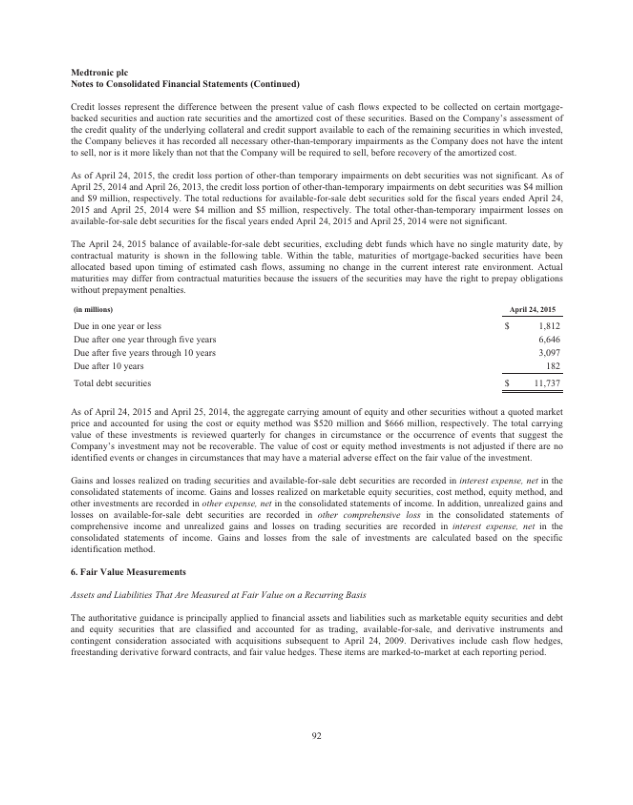 Medtronic plc
Notes to Consolidated Financial Statements (Continued)
Credit losses represent the difference between the present value of cash flows expected to be collected on certain mortgage-
backed securities and auction rate securities and the amortized cost of these securities. Based on the Company's assessment of
the credit quality of the underlying collateral and credit support available to each of the remaining securities in which invested,
the Company believes it has recorded all necessary other-than-temporary impairments as the Company does not have the intent
to sell, nor is it more likely than not that the Company will be required to sell, before recovery of the amortized cost.
As of April 24, 2015, the credit loss portion of other-than temporary impairments on debt securities was not significant. As of
April 25, 2014 and April 26, 2013, the credit loss portion of other-than-temporary impairments on debt securities was $4 million
and $9 million, respectively. The total reductions for available-for-sale debt securities sold for the fiscal years ended April 24,
2015 and April 25, 2014 were $4 million and $5 million, respectively. The total other-than-temporary impairment losses on
available-for-sale debt securities for the fiscal years ended April 24, 2015 and April 25, 2014 were not significant.
The April 24, 2015 balance of available-for-sale debt securities, excluding debt funds which have no single maturity date, by
contractual maturity is shown in the following table. Within the table, maturities of mortgage-backed securities have been
allocated based upon timing of estimated cash flows, assuming no change in the current interest rate environment. Actual
maturities may differ from contractual maturities because the issuers of the securities may have the right to prepay obligations
without prepayment penalties.
(in millions) April 24, 2015
Due in one year or less $ 1,812
Due after one year through five years 6,646
Due after five years through 10 years 3,097
Due after 10 years 182
Total debt securities $ 11,737
As of April 24, 2015 and April 25, 2014, the aggregate carrying amount of equity and other securities without a quoted market
price and accounted for using the cost or equity method was $520 million and $666 million, respectively. The total carrying
value of these investments is reviewed quarterly for changes in circumstance or the occurrence of events that suggest the
Company's investment may not be recoverable. The value of cost or equity method investments is not adjusted if there are no
identified events or changes in circumstances that may have a material adverse effect on the fair value of the investment.
Gains and losses realized on trading securities and available-for-sale debt securities are recorded in interest expense, net in the
consolidated statements of income. Gains and losses realized on marketable equity securities, cost method, equity method, and
other investments are recorded in other expense, net in the consolidated statements of income. In addition, unrealized gains and
losses on available-for-sale debt securities are recorded in other comprehensive loss in the consolidated statements of
comprehensive income and unrealized gains and losses on trading securities are recorded in interest expense, net in the
consolidated statements of income. Gains and losses from the sale of investments are calculated based on the specific
identification method.
6. Fair Value Measurements
Assets and Liabilities That Are Measured at Fair Value on a Recurring Basis
The authoritative guidance is principally applied to financial assets and liabilities such as marketable equity securities and debt
and equity securities that are classified and accounted for as trading, available-for-sale, and derivative instruments and
contingent consideration associated with acquisitions subsequent to April 24, 2009. Derivatives include cash flow hedges,
freestanding derivative forward contracts, and fair value hedges. These items are marked-to-market at each reporting period.
92